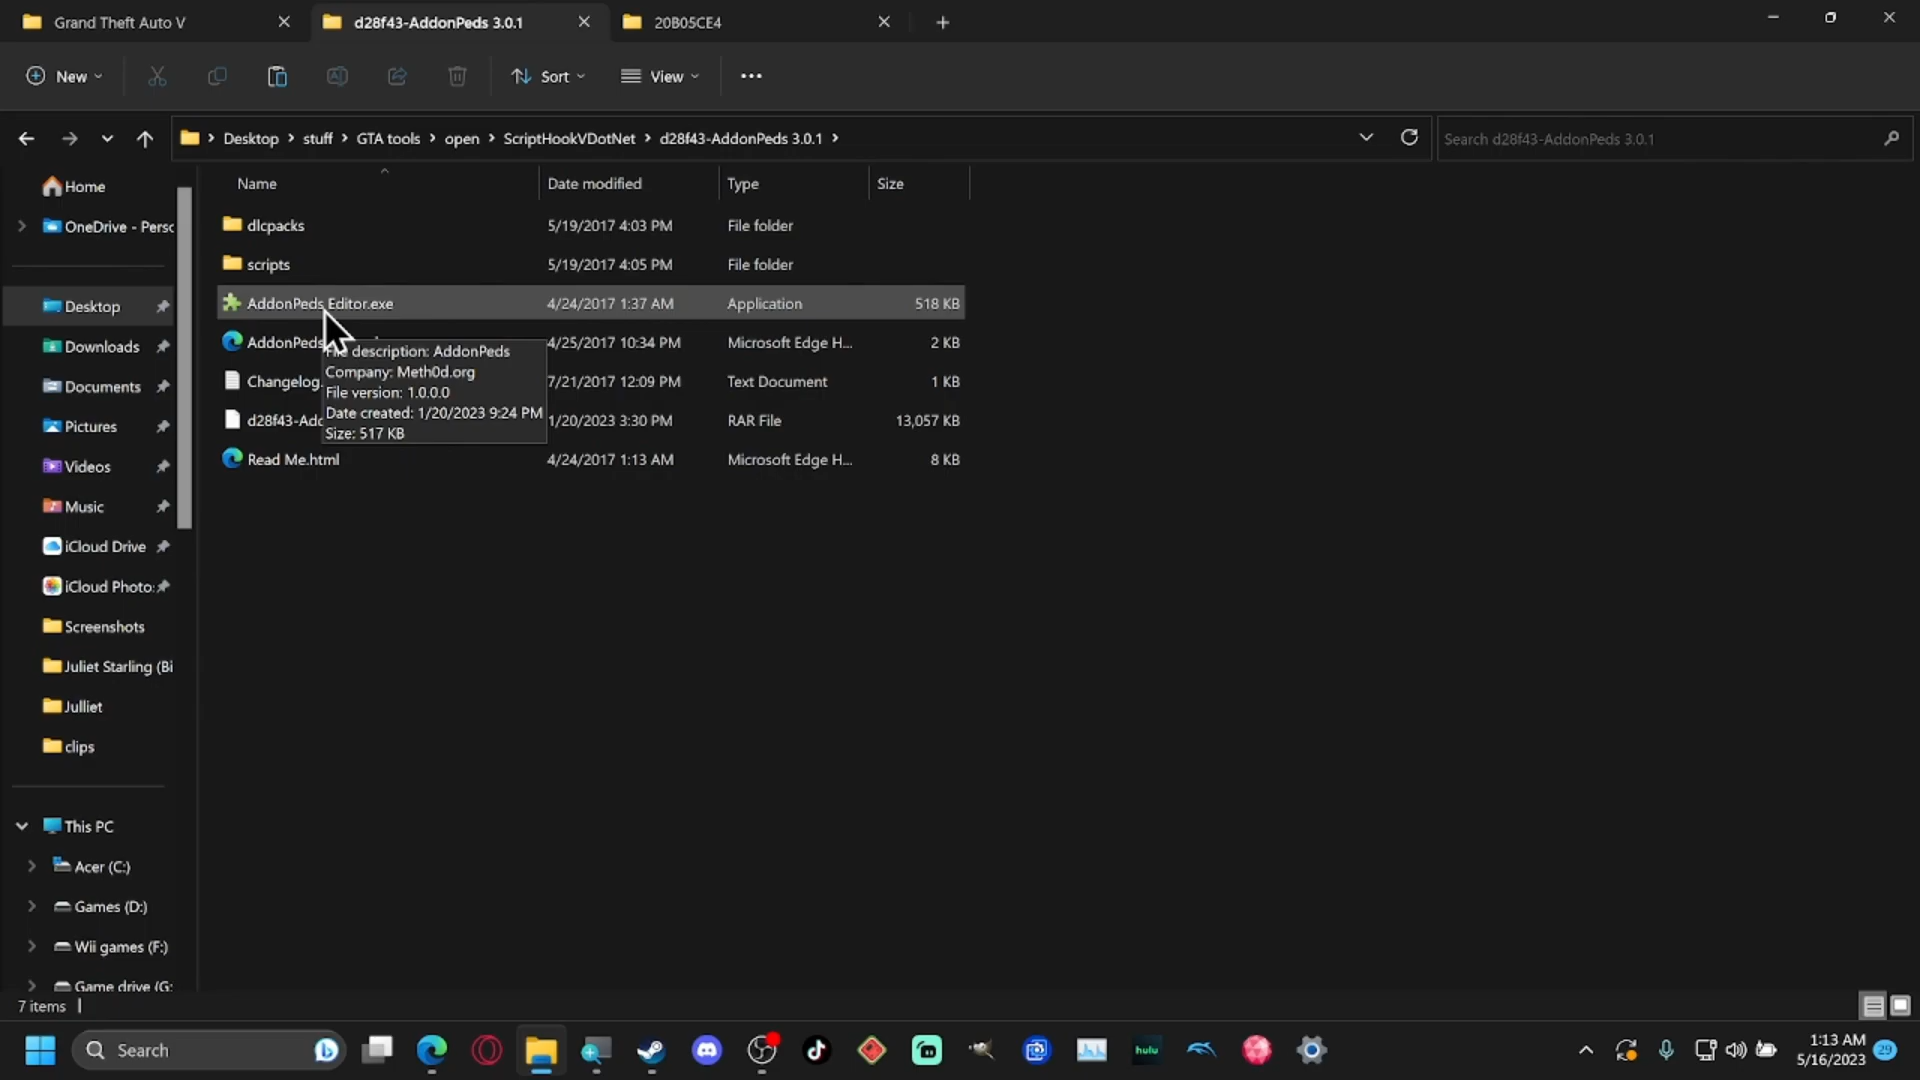 Grand Theft Auto V
d28f43-AddonPeds 3.0.1
20B05CE4
New
Sort
View
Desktop > stuff > GTA tools > open > ScriptHookVDotNet > d28f43-AddonPeds 3.0.1 >
Search d28f43-AddonPeds 3.0.1
Name Date modified Type Size
dlcpacks 5/19/2017 4:03 PM File folder
scripts 5/19/2017 4:05 PM File folder
AddonPeds Editor.exe 4/24/2017 1:37 AM Application 518 KB
AddonPeds 4/25/2017 10:34 PM Microsoft Edge H... 2 KB
Changelog. 7/21/2017 12:09 PM Text Document 1 KB
d28f43-Adc 1/20/2023 3:30 PM RAR File 13,057 KB
Read Me.html 4/24/2017 1:13 AM Microsoft Edge H... 8 KB
File description: AddonPeds
Company: Meth0d.org
File version: 1.0.0.0
Date created: 1/20/2023 9:24 PM
Size: 517 KB
Home
OneDrive - Persc
Desktop
Downloads
Documents
Pictures
Videos
Music
iCloud Drive
iCloud Photo:
Screenshots
Juliet Starling (Bi
Julliet
clips
This PC
Acer (C:)
Games (D:)
Wii games (F:)
Game drive (G:
7 items
Search
hulu
1:13 AM
5/16/2023
29